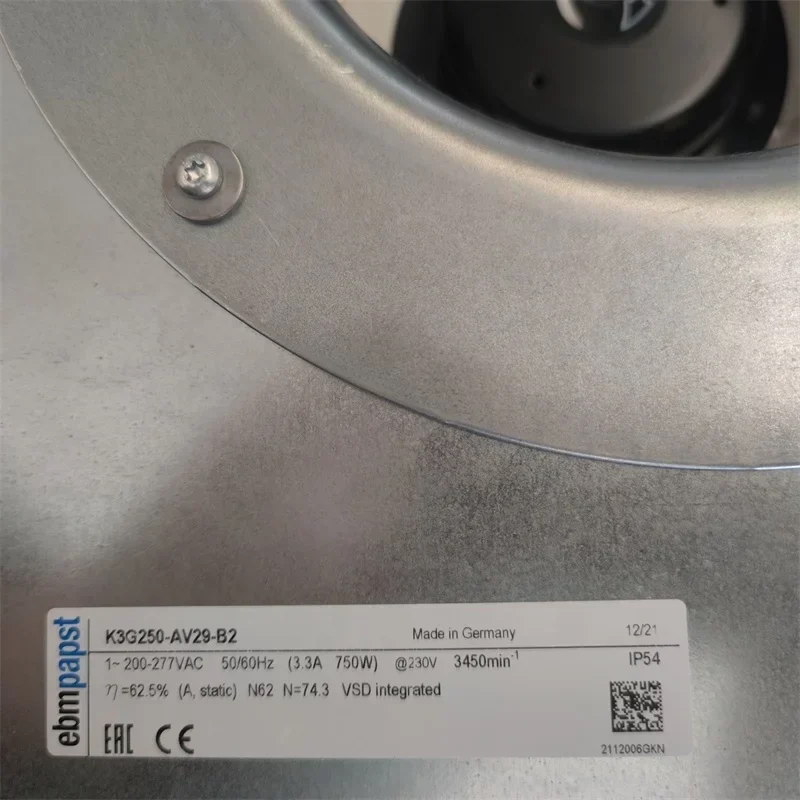 ebmpapst
K3G250-AV29-B2 Made in Germany 12/21
1~ 200-277VAC 50/60Hz (3.3A 750W) @230V 3450min⁻¹ IP54
η=62.5% (A, static) N62 N=74.3 VSD integrated
EAC CE
2112006GKN